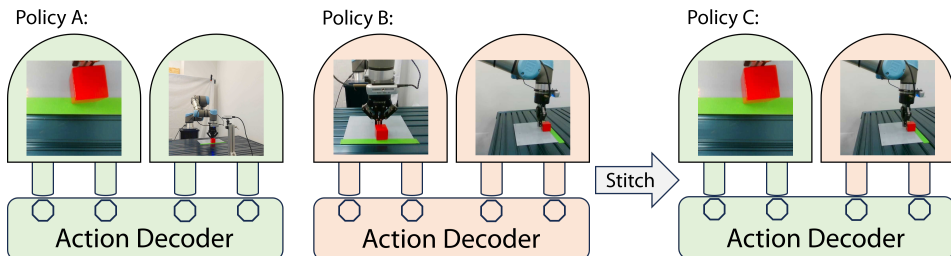 Policy A:
Policy B:
Policy C:
Stitch
Action Decoder
Action Decoder
Action Decoder